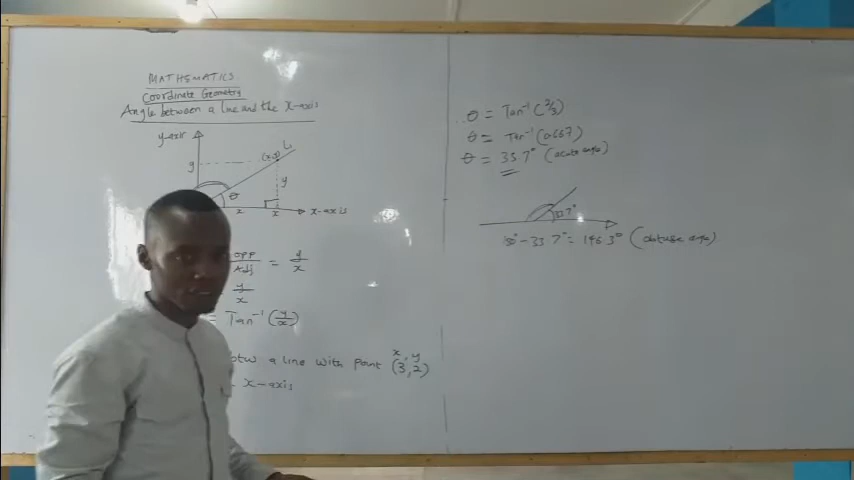 MATHEMATICS
Coordinate Geometry
Angle between a line and the X-axis
y-axis
L₁
(x,y)
y
y
θ
x
x
X-axis
opp
Adj
= y/x
y/x
= Tan⁻¹ (y/x)
btw a line with point (3,2)
x, y
X-axis
θ = Tan⁻¹ (2/3)
θ = Tan⁻¹ (0.667)
θ = 33.7° (acute angle)
180° - 33.7° = 146.3° (obtuse angle)